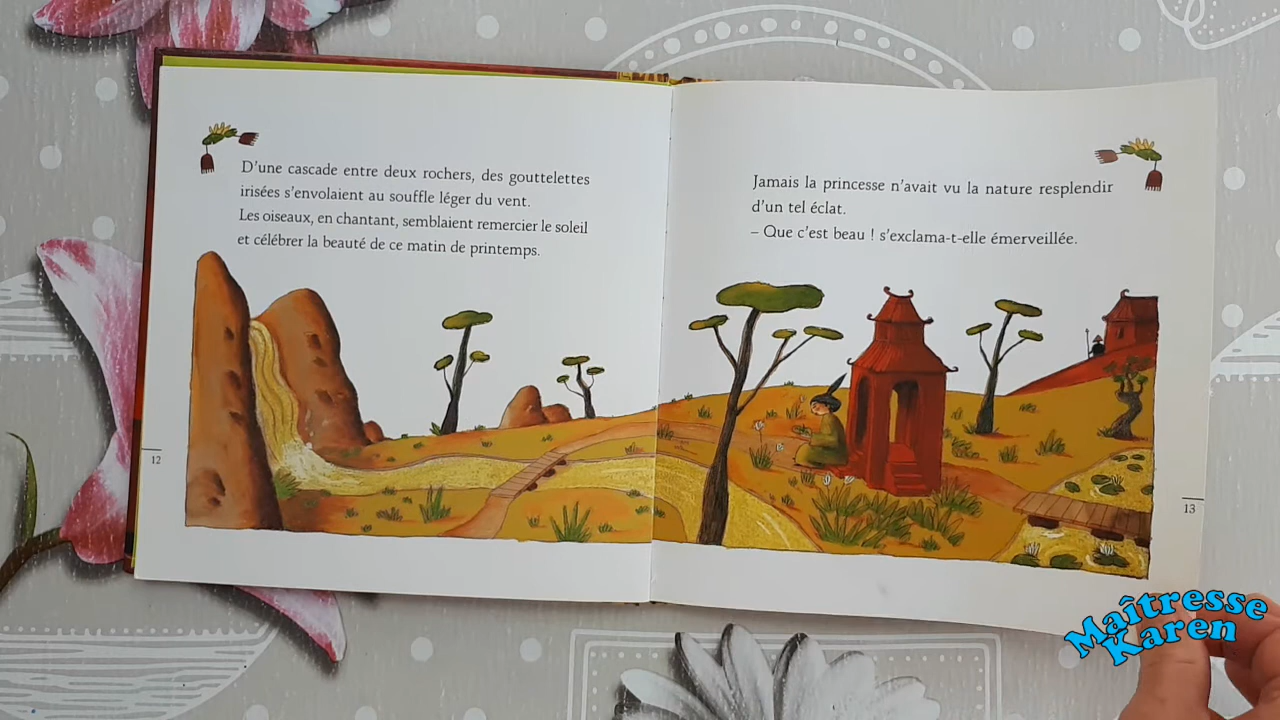 D'une cascade entre deux rochers, des gouttelettes
irisées s'envolaient au souffle léger du vent.
Les oiseaux, en chantant, semblaient remercier le soleil
et célébrer la beauté de ce matin de printemps.
12
Jamais la princesse n'avait vu la nature resplendir
d'un tel éclat.
– Que c'est beau ! s'exclama-t-elle émerveillée.
13
Maîtresse
Karen